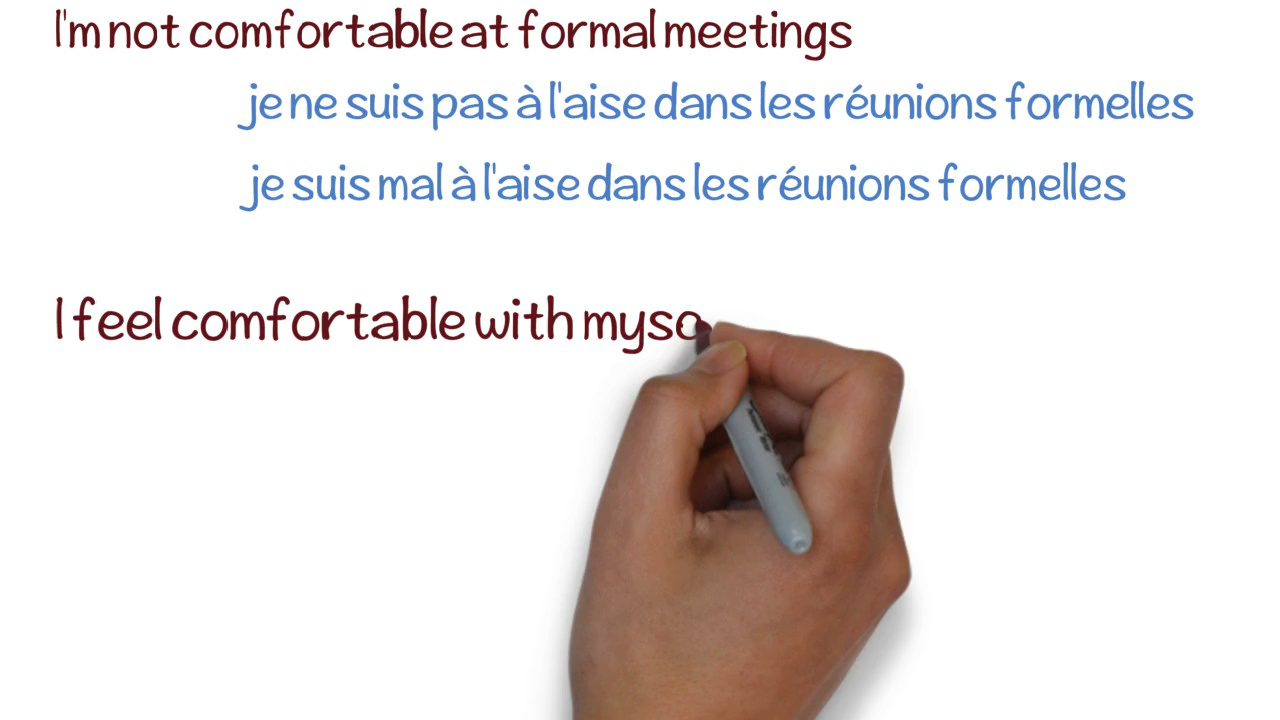 I'm not comfortable at formal meetings
je ne suis pas à l'aise dans les réunions formelles
je suis mal à l'aise dans les réunions formelles
I feel comfortable with